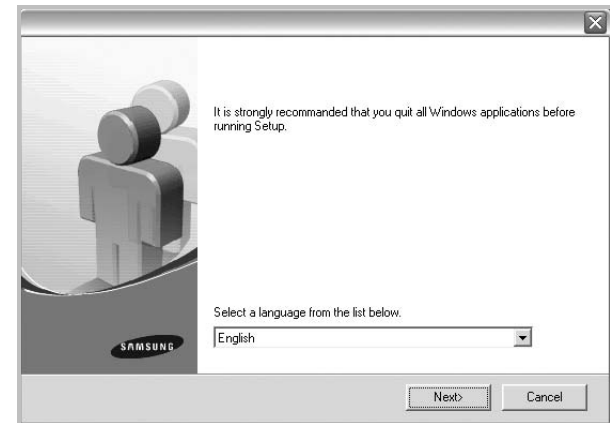 It is strongly recommanded that you quit all Windows applications before
running Setup.
Select a language from the list below.
English
SAMSUNG
Next>
Cancel